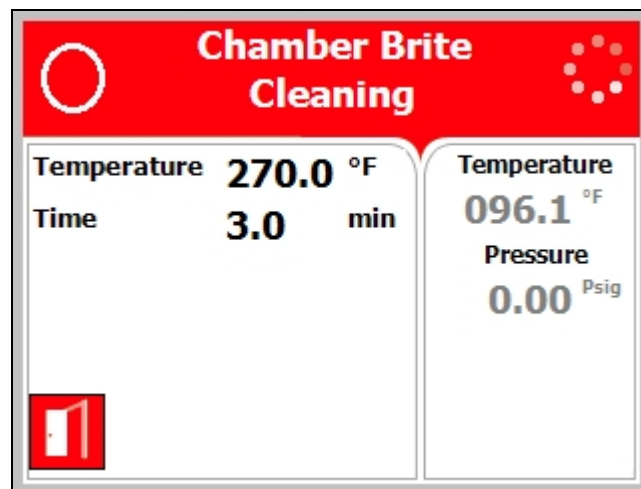 Chamber Brite
Cleaning
Temperature 270.0 °F
Time 3.0 min
Temperature
096.1 °F
Pressure
0.00 Psig